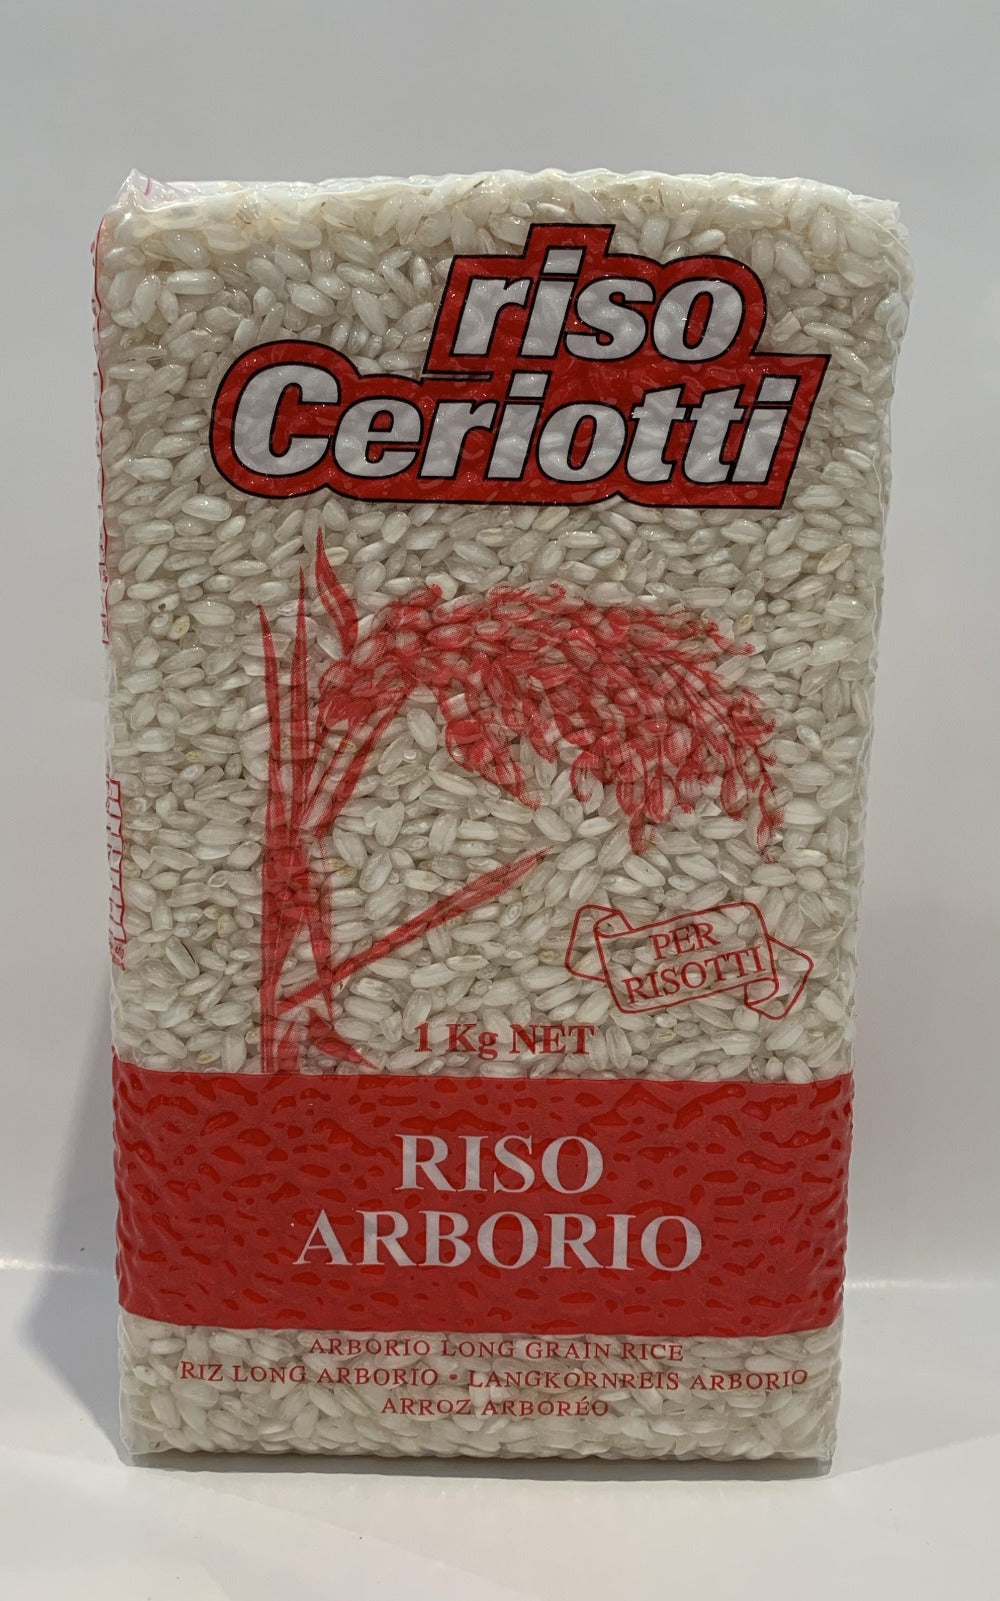 riso
Ceriotti
PER
RISOTTI
1 Kg NET
RISO
ARBORIO
ARBORIO LONG GRAIN RICE
RIZ LONG ARBORIO • LANGKORNREIS ARBORIO
ARROZ ARBORÉO